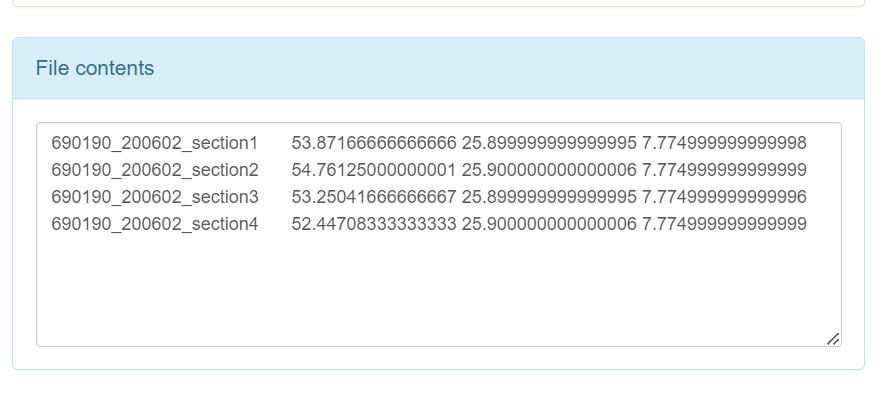 File contents
690190_200602_section1 53.87166666666666 25.899999999999995 7.774999999999998
690190_200602_section2 54.76125000000001 25.900000000000006 7.774999999999999
690190_200602_section3 53.25041666666667 25.899999999999995 7.774999999999996
690190_200602_section4 52.44708333333333 25.900000000000006 7.774999999999999